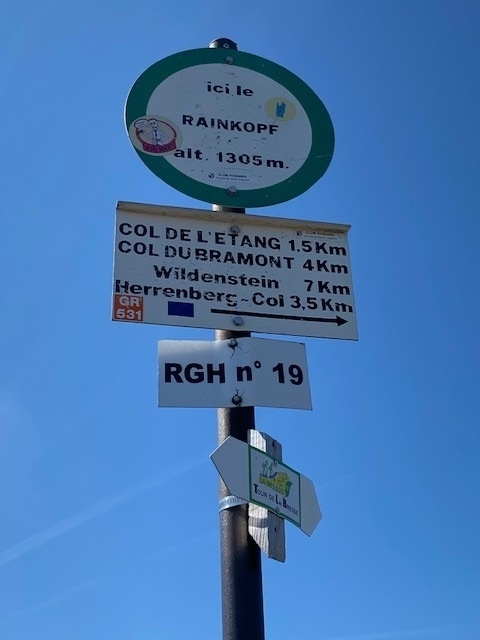 ici le
RAINKOPF
alt. 1305 m.
COL DE L'ETANG 1.5 Km
COL DU BRAMONT 4 Km
Wildenstein 7 Km
Herrenberg-Col 3,5 Km
GR
531
RGH n° 19
TOUR DE LA BRESSE